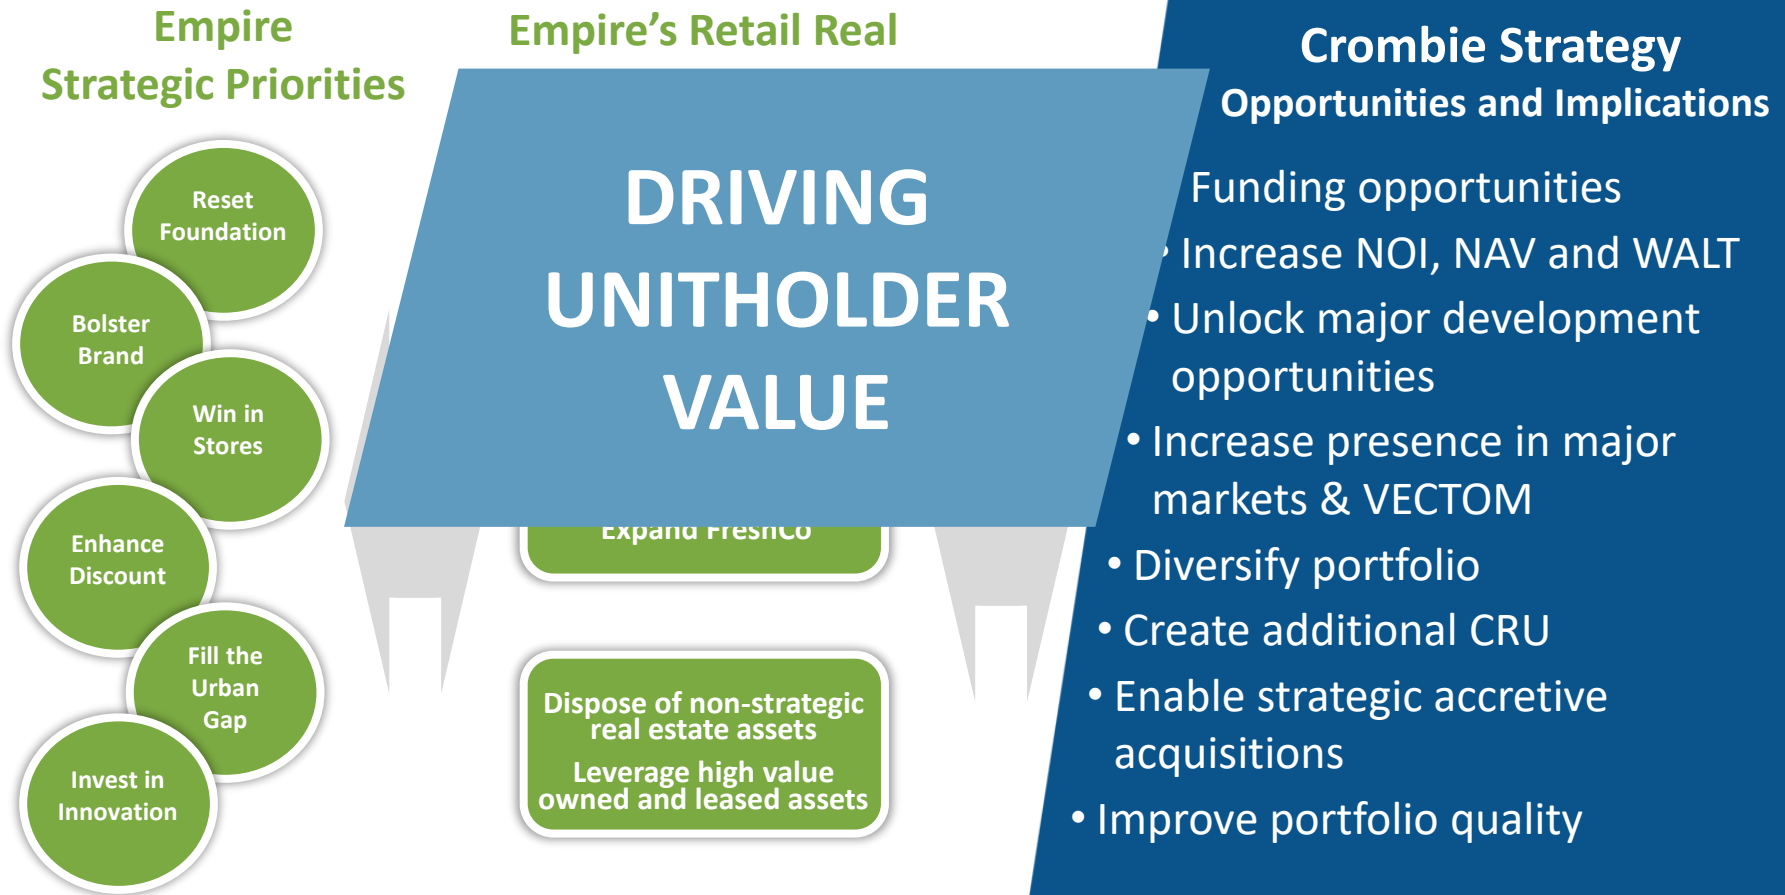 Empire
Strategic Priorities
Reset
Foundation
Bolster
Brand
Win in
Stores
Enhance
Discount
Fill the
Urban
Gap
Invest in
Innovation
Empire's Retail Real
DRIVING
UNITHOLDER
VALUE
Expand FreshCo
Dispose of non-strategic
real estate assets
Leverage high value
owned and leased assets
Crombie Strategy
Opportunities and Implications
Funding opportunities
• Increase NOI, NAV and WALT
• Unlock major development
opportunities
• Increase presence in major
markets & VECTOM
• Diversify portfolio
• Create additional CRU
• Enable strategic accretive
acquisitions
• Improve portfolio quality